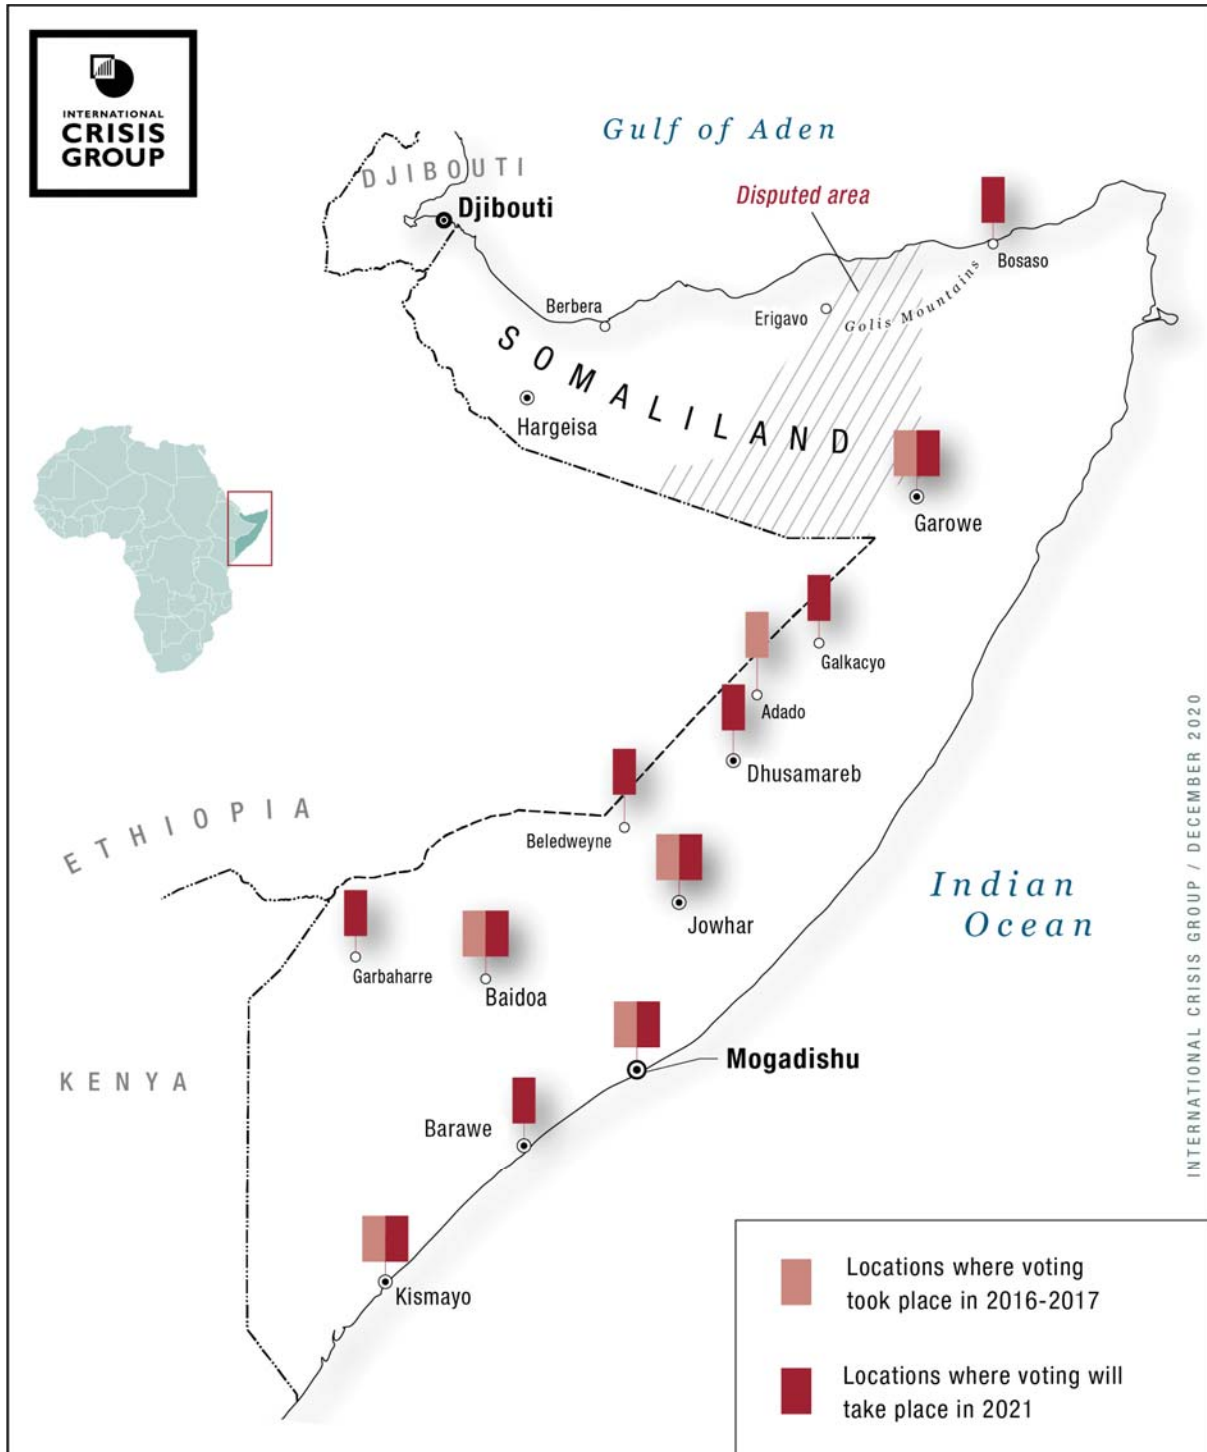 INTERNATIONAL
CRISIS
GROUP
Gulf of Aden
DJIBOUTI
Djibouti
Disputed area
Bosaso
Golis Mountains
Berbera
Erigavo
SOMALILAND
Hargeisa
Garowe
Galkacyo
Adado
Dhusamareb
ETHIOPIA
Beledweyne
Jowhar
Indian
Ocean
Garbaharre
Baidoa
KENYA
Mogadishu
Barawe
Kismayo
INTERNATIONAL CRISIS GROUP / DECEMBER 2020
Locations where voting
took place in 2016-2017
Locations where voting will
take place in 2021